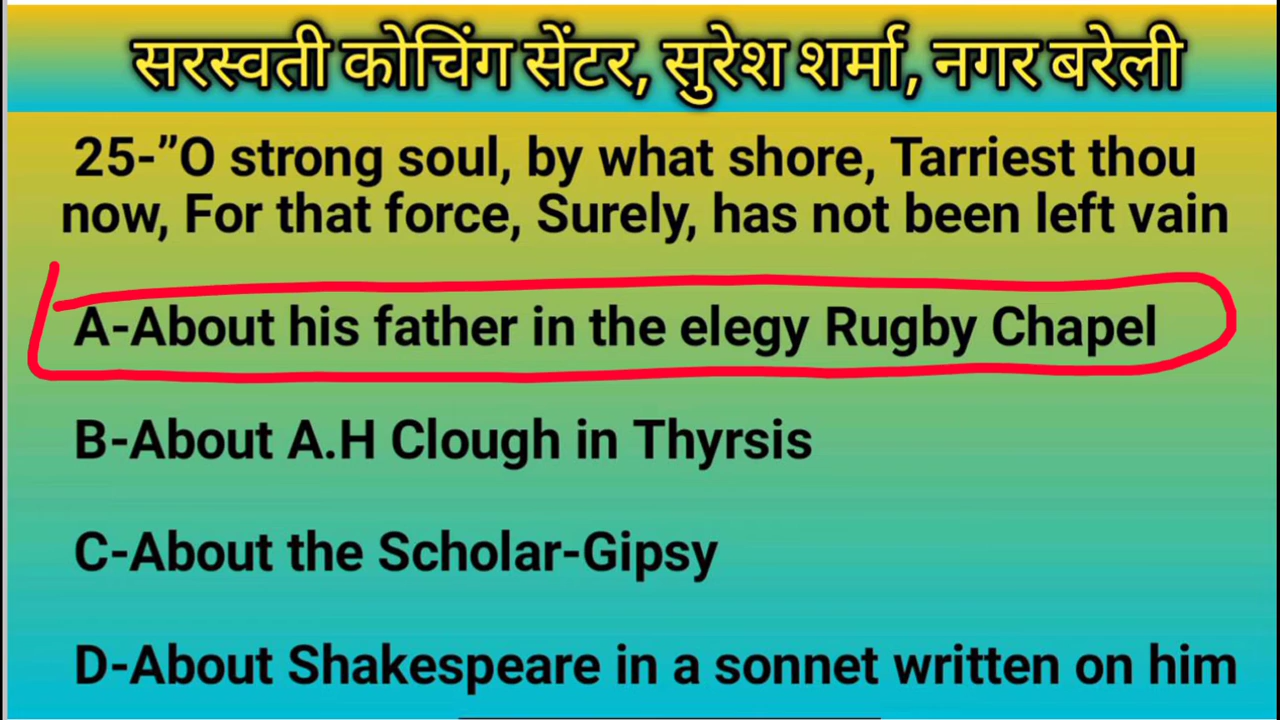 सरस्वती कोचिंग सेंटर, सुरेश शर्मा, नगर बरेली
25-”O strong soul, by what shore, Tarriest thou
now, For that force, Surely, has not been left vain
A-About his father in the elegy Rugby Chapel
B-About A.H Clough in Thyrsis
C-About the Scholar-Gipsy
D-About Shakespeare in a sonnet written on him